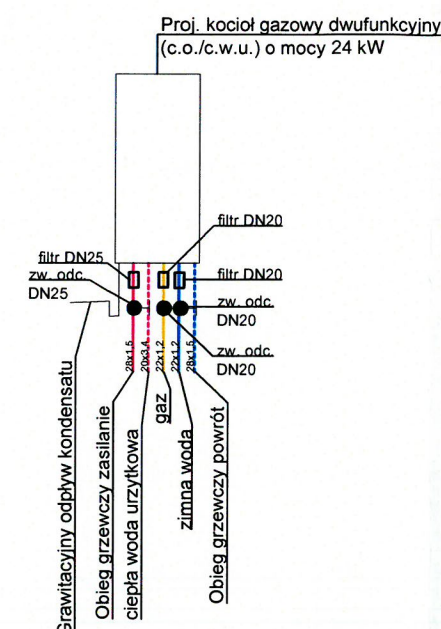 Proj. kocioł gazowy dwufunkcyjny
(c.o./c.w.u.) o mocy 24 kW
filtr DN20
filtr DN25
zw. odc.
DN25
filtr DN20
zw. odc.
DN20
zw. odc.
DN20
28x1,5
20x3,4
22x1,2
22x1,2
28x1,5
Grawitacyjny odpływ kondensatu
Obieg grzewczy zasilanie
ciepła woda urzytkowa
gaz
zimna woda
Obieg grzewczy powrót